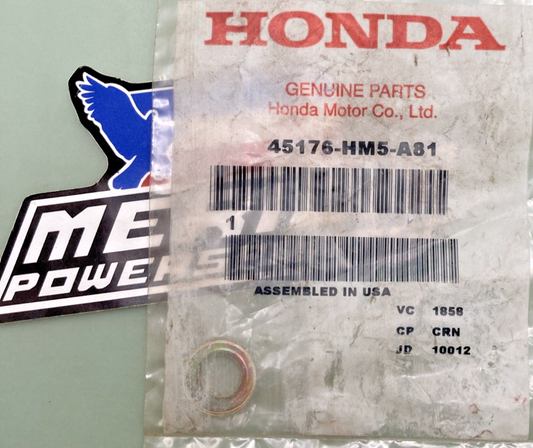 HONDA
GENUINE PARTS
Honda Motor Co., Ltd.
45176-HM5-A81
1
ASSEMBLED IN USA
VC 1858
CP CRN
JD 10012
POWERS